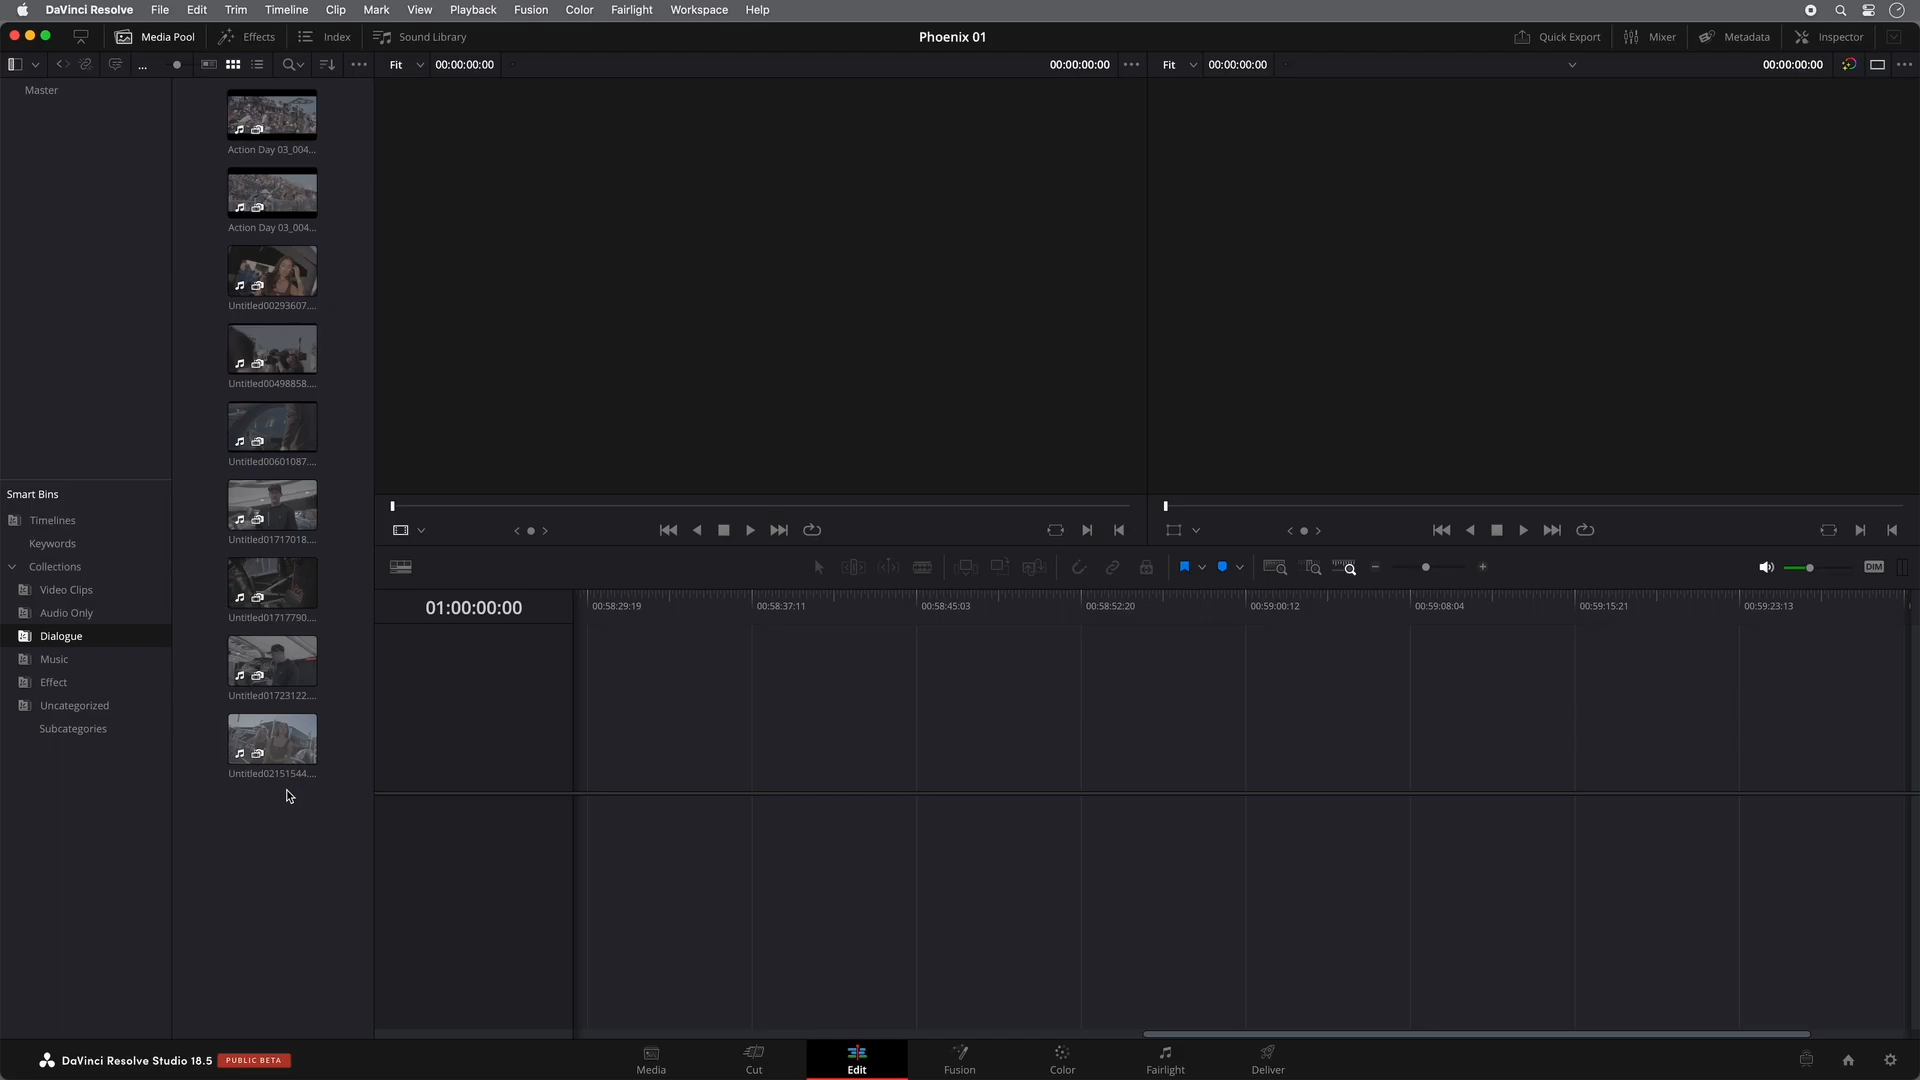 DaVinci Resolve File Edit Trim Timeline Clip Mark View Playback Fusion Color Fairlight Workspace Help
Media Pool Effects Index Sound Library Phoenix 01 Quick Export Mixer Metadata Inspector
... Fit 00:00:00:00 00:00:00:00 Fit 00:00:00:00 00:00:00:00
Master
Action Day 03_004...
Action Day 03_004...
Untitled00293607...
Untitled00498858...
Untitled00601087...
Untitled01717018...
Untitled01717790...
Untitled01723122...
Untitled02151544...
Smart Bins
Timelines
Keywords
Collections
Video Clips
Audio Only
Dialogue
Music
Effect
Uncategorized
Subcategories
DIM
01:00:00:00 00:58:29:19 00:58:37:11 00:58:45:03 00:58:52:20 00:59:00:12 00:59:08:04 00:59:15:21 00:59:23:13
DaVinci Resolve Studio 18.5 PUBLIC BETA
Media Cut Edit Fusion Color Fairlight Deliver